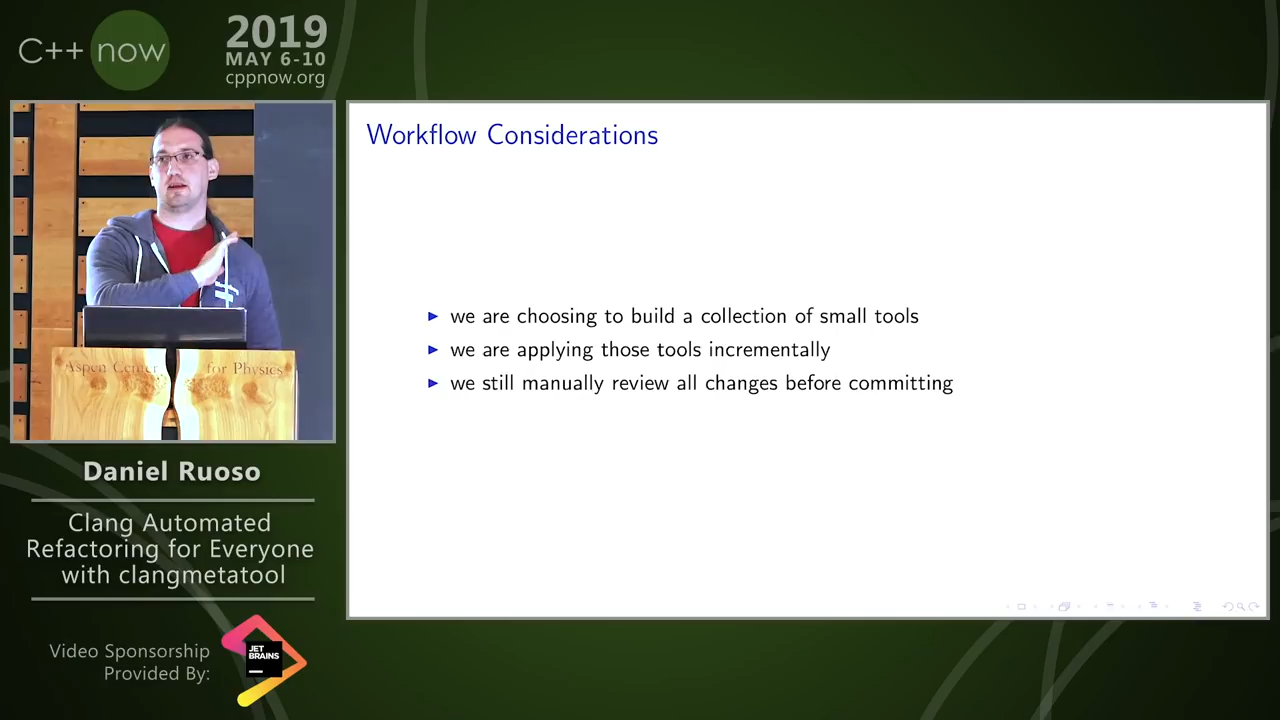 C++ now
2019
MAY 6-10
cppnow.org
Aspen Center for Physics
Workflow Considerations
we are choosing to build a collection of small tools
we are applying those tools incrementally
we still manually review all changes before committing
Daniel Ruoso
Clang Automated
Refactoring for Everyone
with clangmetatool
Video Sponsorship
Provided By:
JET
BRAINS